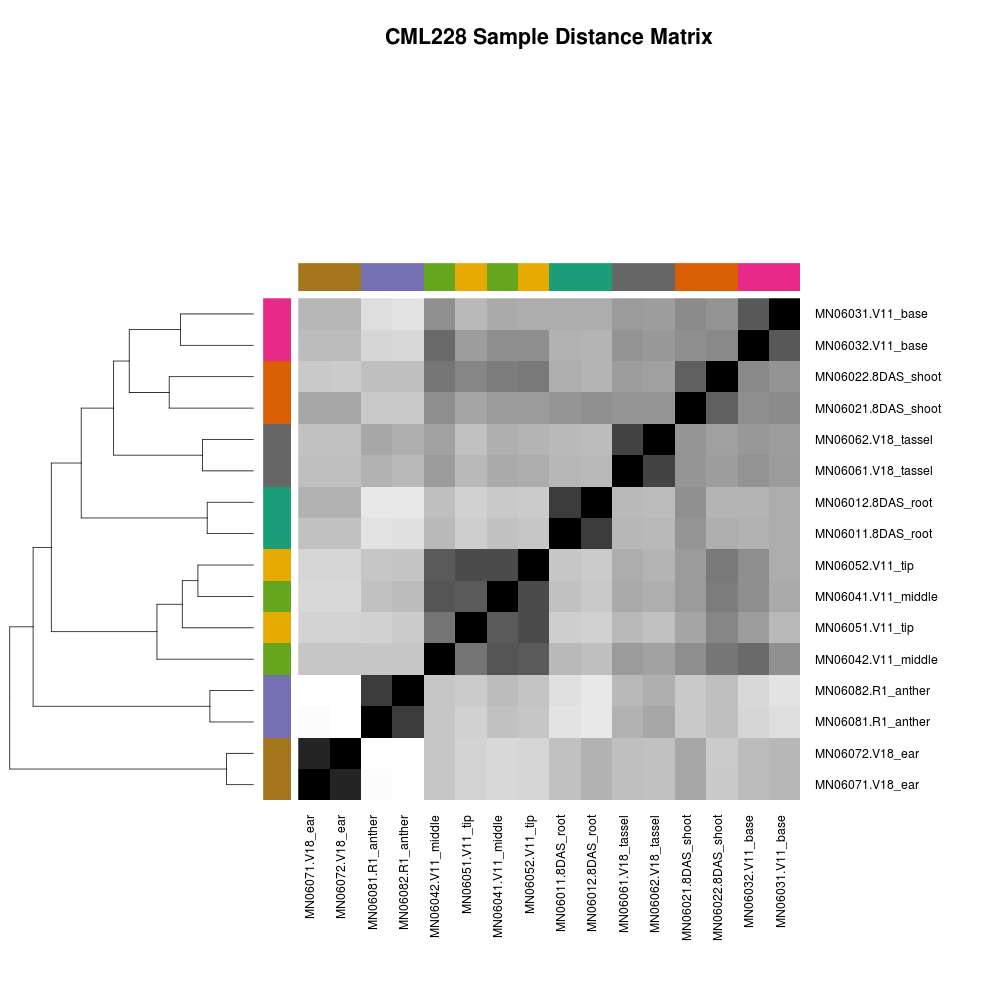 CML228 Sample Distance Matrix
MN06031.V11_base
MN06032.V11_base
MN06022.8DAS_shoot
MN06021.8DAS_shoot
MN06062.V18_tassel
MN06061.V18_tassel
MN06012.8DAS_root
MN06011.8DAS_root
MN06052.V11_tip
MN06041.V11_middle
MN06051.V11_tip
MN06042.V11_middle
MN06082.R1_anther
MN06081.R1_anther
MN06072.V18_ear
MN06071.V18_ear
MN06071.V18_ear
MN06072.V18_ear
MN06081.R1_anther
MN06082.R1_anther
MN06042.V11_middle
MN06051.V11_tip
MN06041.V11_middle
MN06052.V11_tip
MN06011.8DAS_root
MN06012.8DAS_root
MN06061.V18_tassel
MN06062.V18_tassel
MN06021.8DAS_shoot
MN06022.8DAS_shoot
MN06032.V11_base
MN06031.V11_base